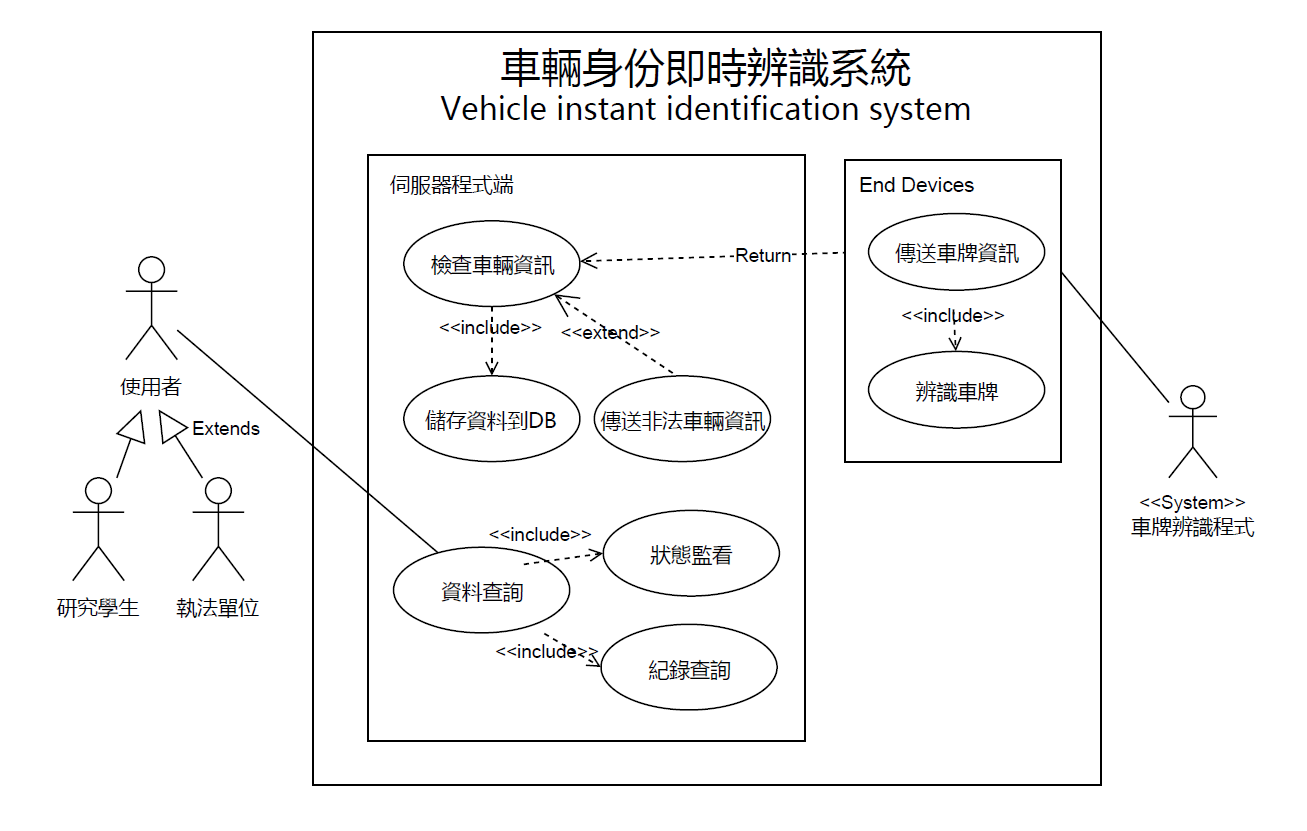 車輛身份即時辨識系統
Vehicle instant identification system
伺服器程式端
End Devices
檢查車輛資訊
Return
傳送車牌資訊
<<include>>
<<extend>>
<<include>>
儲存資料到DB
傳送非法車輛資訊
辨識車牌
使用者
Extends
研究學生
執法單位
<<System>>
車牌辨識程式
<<include>>
狀態監看
資料查詢
<<include>>
紀錄查詢